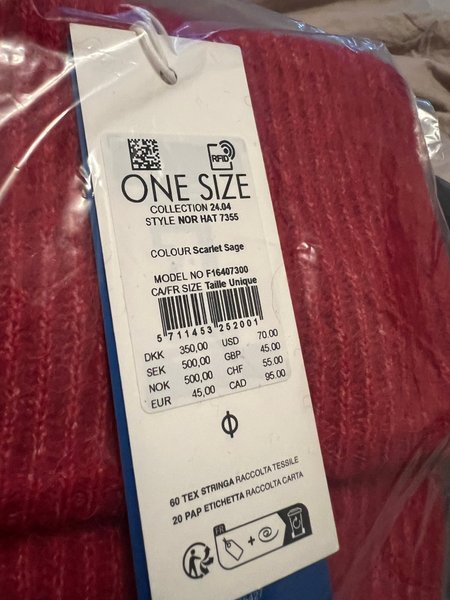 RFID
ONE SIZE
COLLECTION 24.04
STYLE NOR HAT 7355
COLOUR Scarlet Sage
MODEL NO F16407300
CA/FR SIZE Taille Unique
5 711453 252001
DKK 350,00 USD 70.00
SEK 500,00 GBP 45.00
NOK 500,00 CHF 55.00
EUR 45,00 CAD 95.00
60 TEX STRINGA RACCOLTA TESSILE
20 PAP ETICHETTA RACCOLTA CARTA
FR
+